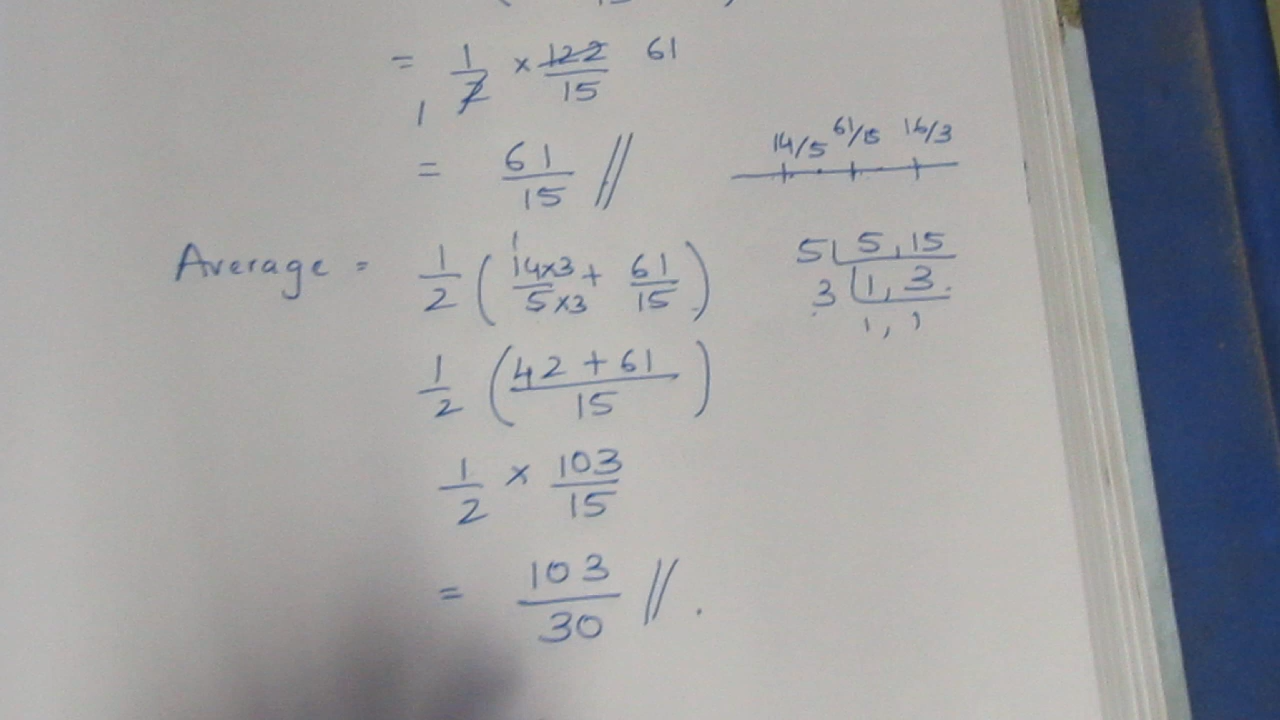 = 1/2 × 122/15 61
1
= 61/15 //
14/5 61/15 16/3
Average = 1/2 ( 14×3/5×3 + 61/15 )
5 | 5, 15
3 | 1, 3.
1, 1
1/2 ( 42 + 61 / 15 )
1/2 × 103/15
= 103/30 //.